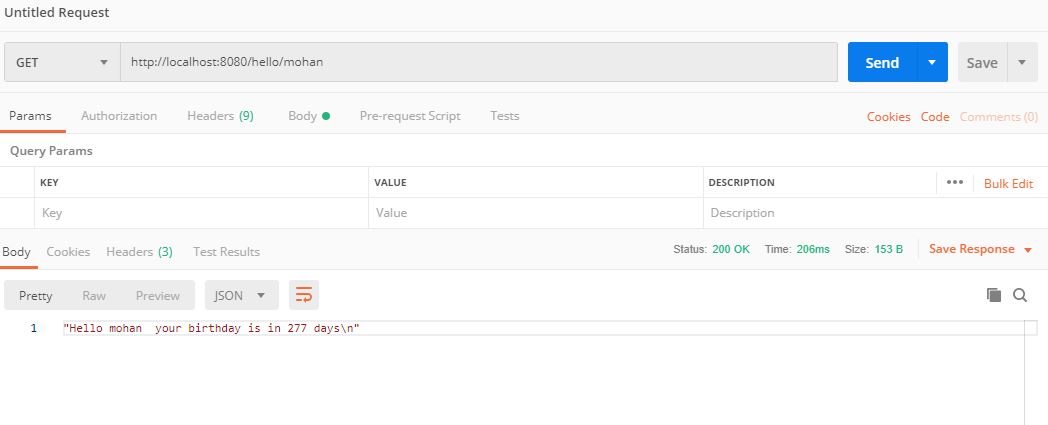 Untitled Request
GET http://localhost:8080/hello/mohan Send Save
Params Authorization Headers (9) Body Pre-request Script Tests Cookies Code Comments (0)
Query Params
KEY VALUE DESCRIPTION ••• Bulk Edit
Key Value Description
Body Cookies Headers (3) Test Results Status: 200 OK Time: 206ms Size: 153 B Save Response
Pretty Raw Preview JSON
1 "Hello mohan  your birthday is in 277 days\n"